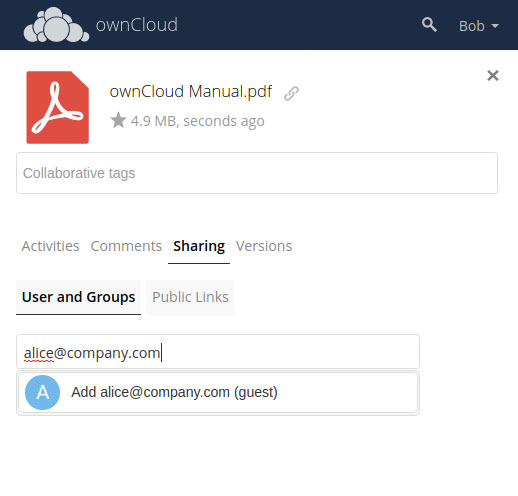 ownCloud
Bob
ownCloud Manual.pdf
4.9 MB, seconds ago
Collaborative tags
Activities Comments Sharing Versions
User and Groups Public Links
alice@company.com
A Add alice@company.com (guest)